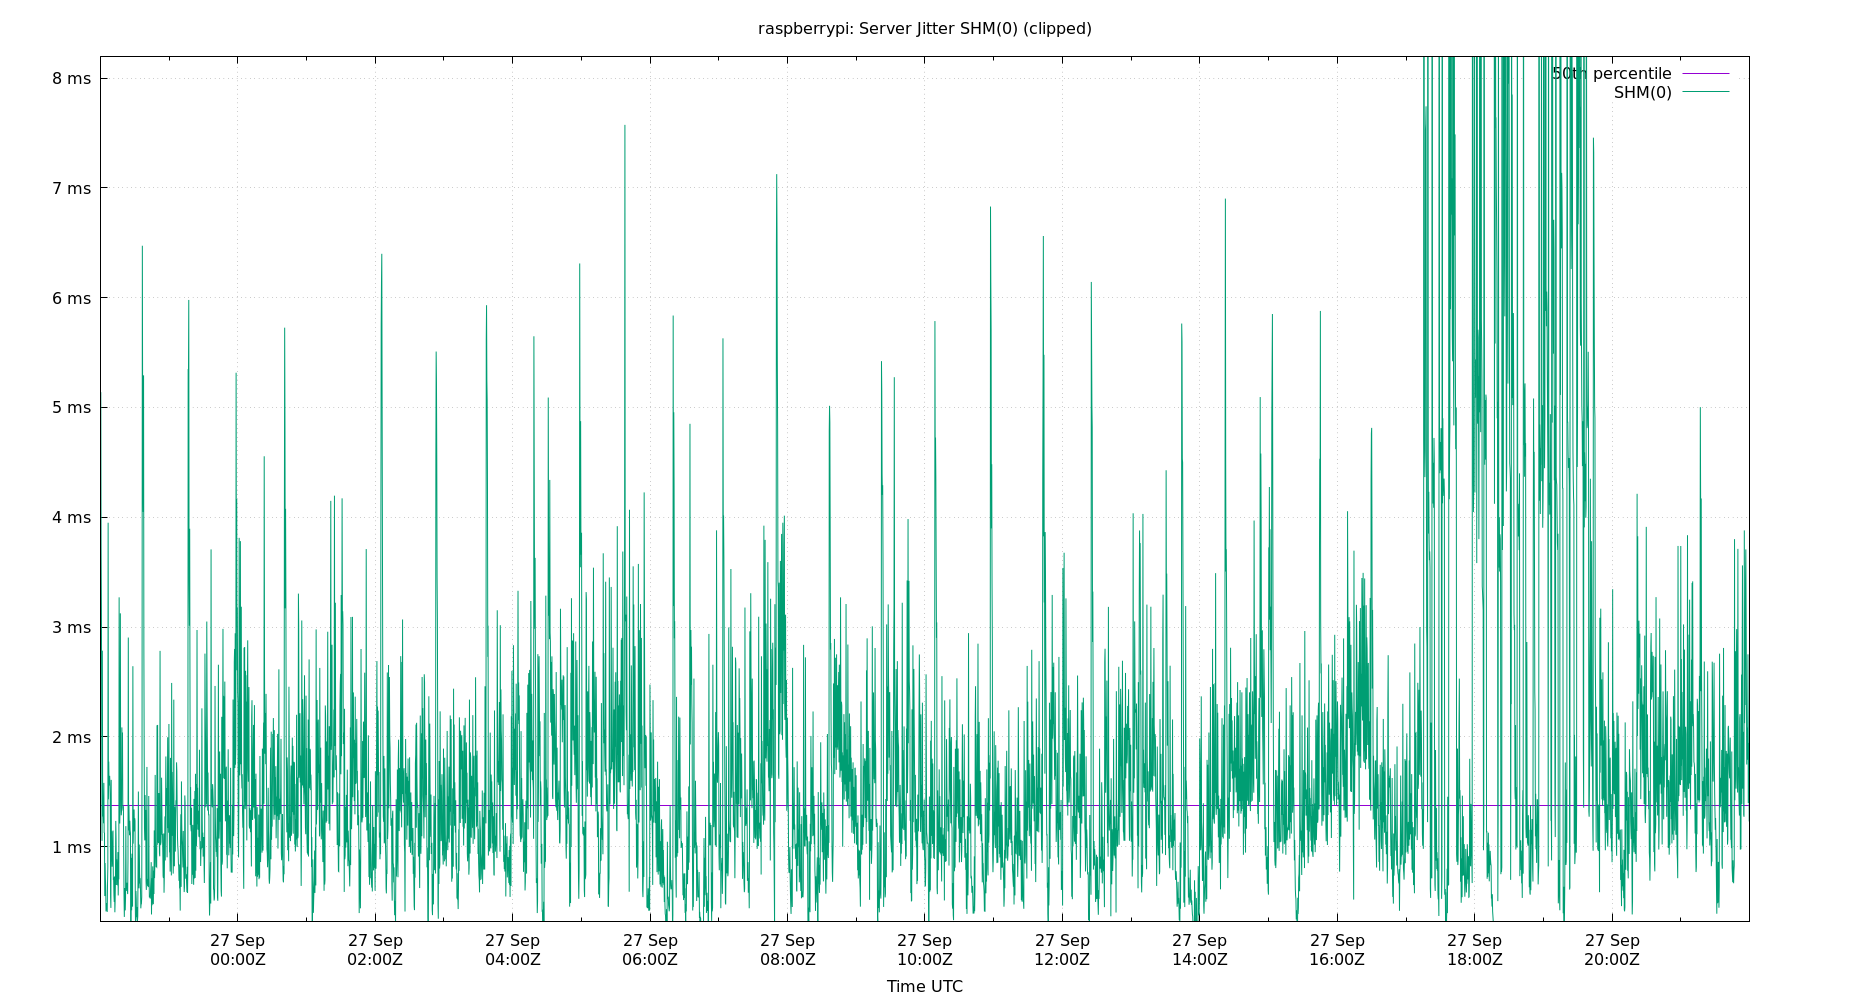 raspberrypi: Server Jitter SHM(0) (clipped)
8 ms
50th percentile
SHM(0)
7 ms
6 ms
5 ms
4 ms
3 ms
2 ms
1 ms
27 Sep 27 Sep 27 Sep 27 Sep 27 Sep 27 Sep 27 Sep 27 Sep 27 Sep 27 Sep 27 Sep
00:00Z 02:00Z 04:00Z 06:00Z 08:00Z 10:00Z 12:00Z 14:00Z 16:00Z 18:00Z 20:00Z
Time UTC